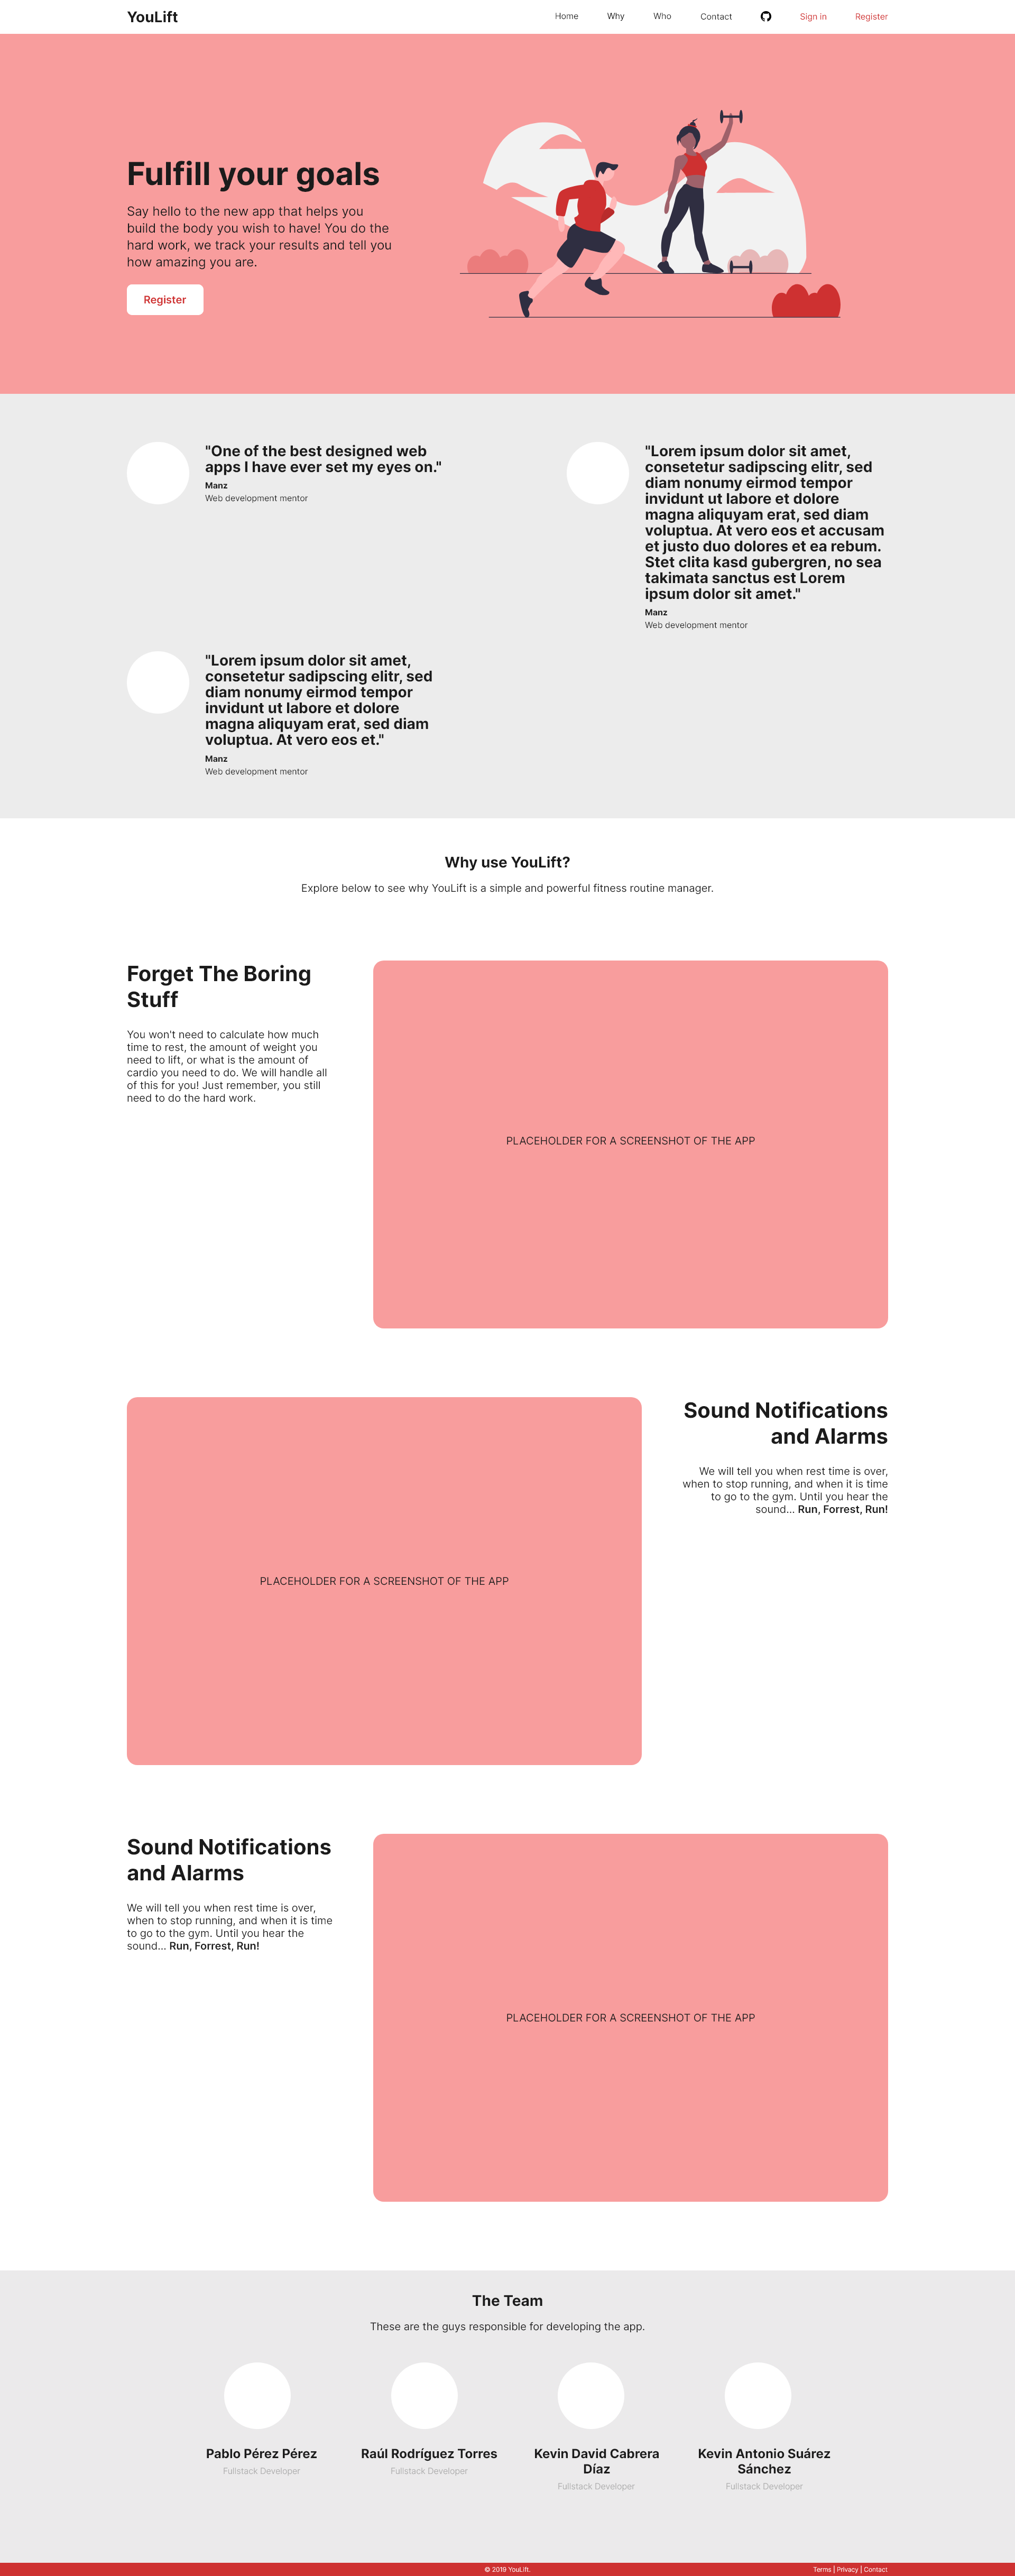 YouLift
Home Why Who Contact Sign in Register
Fulfill your goals
Say hello to the new app that helps you
build the body you wish to have! You do the
hard work, we track your results and tell you
how amazing you are.
Register
"One of the best designed web
apps I have ever set my eyes on."
Manz
Web development mentor
"Lorem ipsum dolor sit amet,
consetetur sadipscing elitr, sed
diam nonumy eirmod tempor
invidunt ut labore et dolore
magna aliquyam erat, sed diam
voluptua. At vero eos et accusam
et justo duo dolores et ea rebum.
Stet clita kasd gubergren, no sea
takimata sanctus est Lorem
ipsum dolor sit amet."
Manz
Web development mentor
"Lorem ipsum dolor sit amet,
consetetur sadipscing elitr, sed
diam nonumy eirmod tempor
invidunt ut labore et dolore
magna aliquyam erat, sed diam
voluptua. At vero eos et."
Manz
Web development mentor
Why use YouLift?
Explore below to see why YouLift is a simple and powerful fitness routine manager.
Forget The Boring
Stuff
You won't need to calculate how much
time to rest, the amount of weight you
need to lift, or what is the amount of
cardio you need to do. We will handle all
of this for you! Just remember, you still
need to do the hard work.
PLACEHOLDER FOR A SCREENSHOT OF THE APP
Sound Notifications
and Alarms
We will tell you when rest time is over,
when to stop running, and when it is time
to go to the gym. Until you hear the
sound... Run, Forrest, Run!
PLACEHOLDER FOR A SCREENSHOT OF THE APP
Sound Notifications
and Alarms
We will tell you when rest time is over,
when to stop running, and when it is time
to go to the gym. Until you hear the
sound... Run, Forrest, Run!
PLACEHOLDER FOR A SCREENSHOT OF THE APP
The Team
These are the guys responsible for developing the app.
Pablo Pérez Pérez
Fullstack Developer
Raúl Rodríguez Torres
Fullstack Developer
Kevin David Cabrera
Díaz
Fullstack Developer
Kevin Antonio Suárez
Sánchez
Fullstack Developer
© 2019 YouLift.
Terms | Privacy | Contact